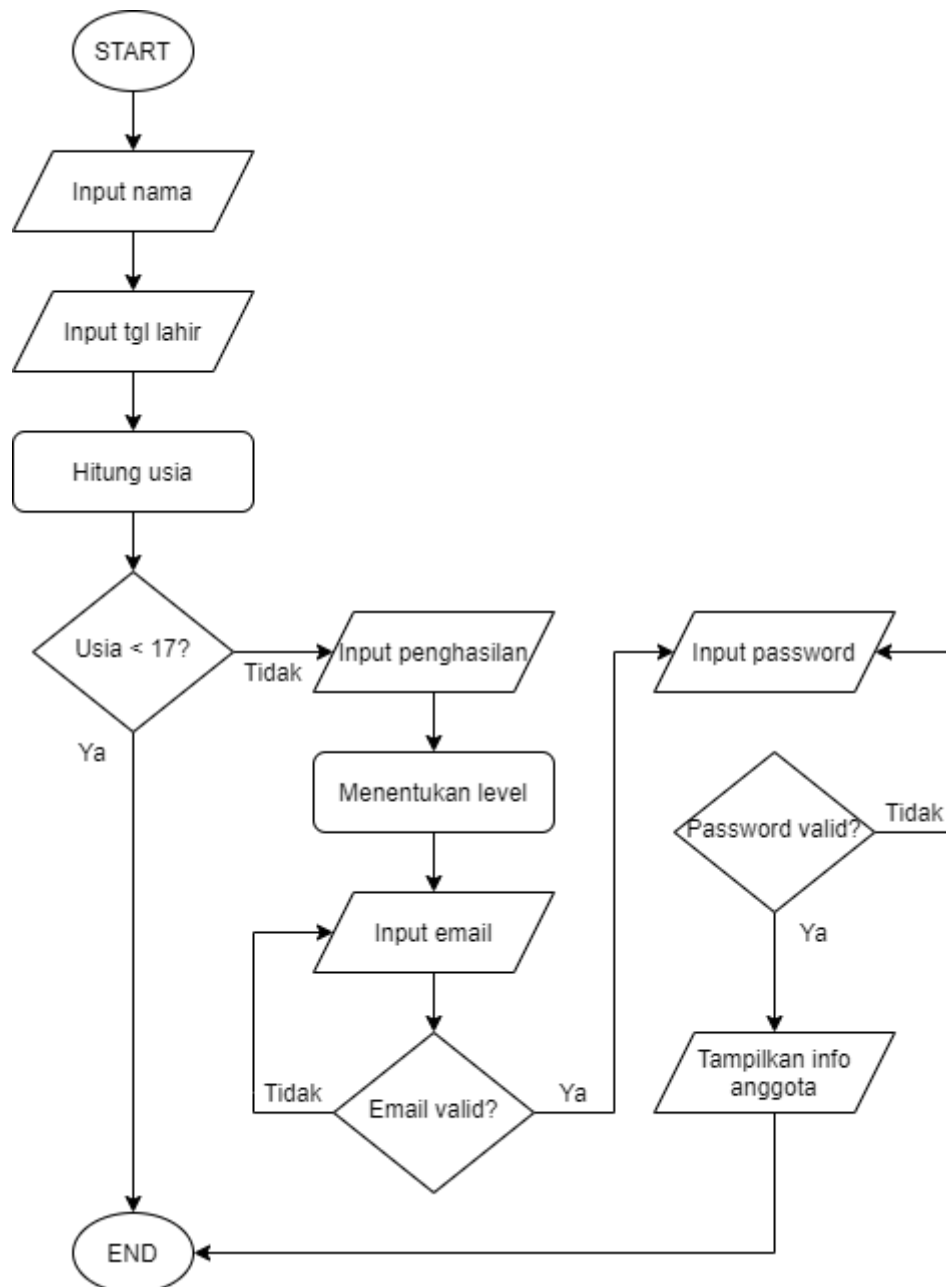 START
Input nama
Input tgl lahir
Hitung usia
Usia < 17?
Tidak
Ya
Input penghasilan
Menentukan level
Input email
Email valid?
Tidak
Ya
Input password
Password valid?
Tidak
Ya
Tampilkan info
anggota
END